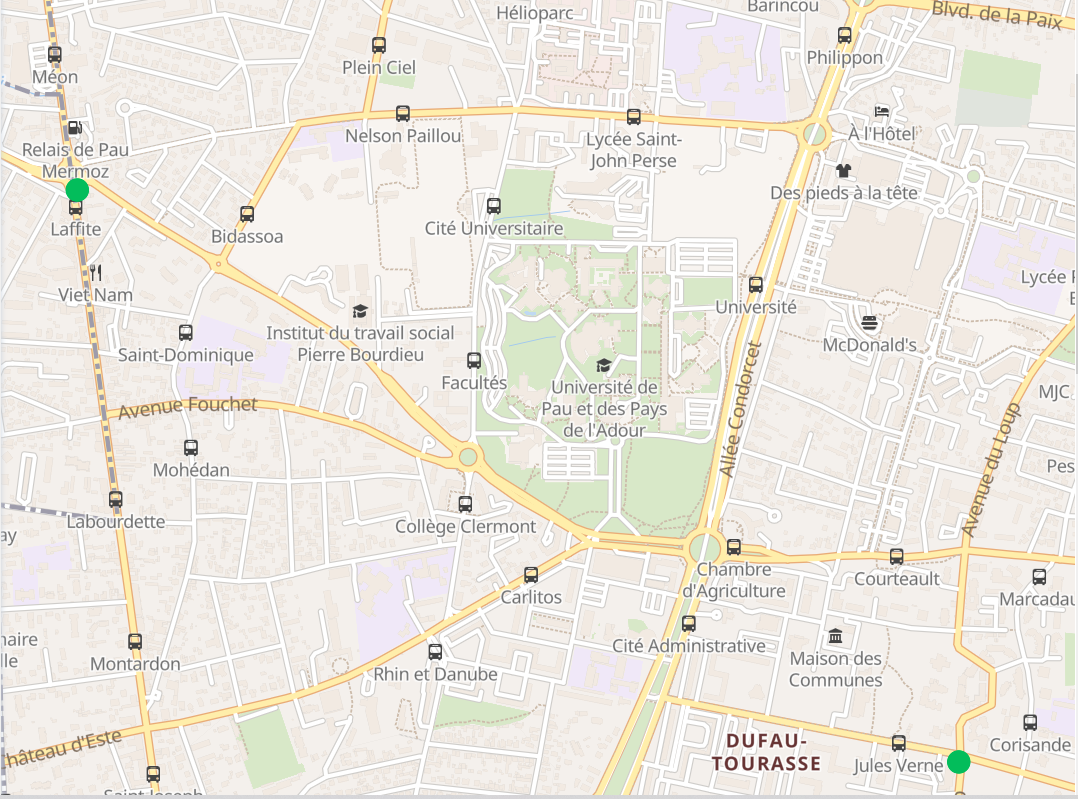 Hélioparc
Barincou
Blvd. de la Paix
Philippon
Méon
Plein Ciel
Nelson Paillou
Lycée Saint-
John Perse
À l'Hôtel
Relais de Pau
Mermoz
Des pieds à la tête
Laffite
Bidassoa
Cité Universitaire
Viet Nam
Université
Lycée
Institut du travail social
Pierre Bourdieu
McDonald's
Saint-Dominique
Facultés
Université de
Pau et des Pays
de l'Adour
MJC
Avenue Fouchet
Allée Condorcet
Avenue du Loup
Mohédan
Labourdette
Collège Clermont
Chambre
d'Agriculture
Courteault
Carlitos
Cité Administrative
Maison des
Communes
Montardon
Rhin et Danube
DUFAU-
TOURASSE
Corisande
Jules Verne